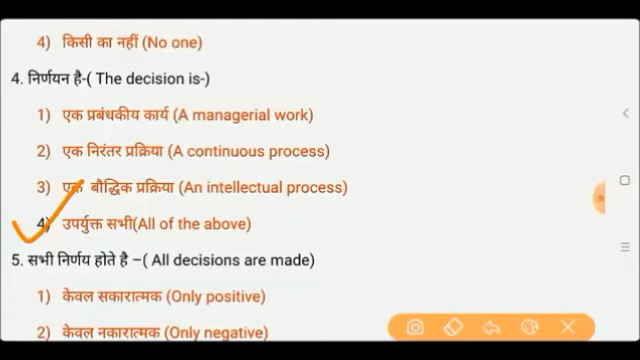 4) किसी का नहीं (No one)
4. निर्णयन है-( The decision is-)
1) एक प्रबंधकीय कार्य (A managerial work)
2) एक निरंतर प्रक्रिया (A continuous process)
3) एक बौद्धिक प्रक्रिया (An intellectual process)
4) उपर्युक्त सभी(All of the above)
5. सभी निर्णय होते है –( All decisions are made)
1) केवल सकारात्मक (Only positive)
2) केवल नकारात्मक (Only negative)